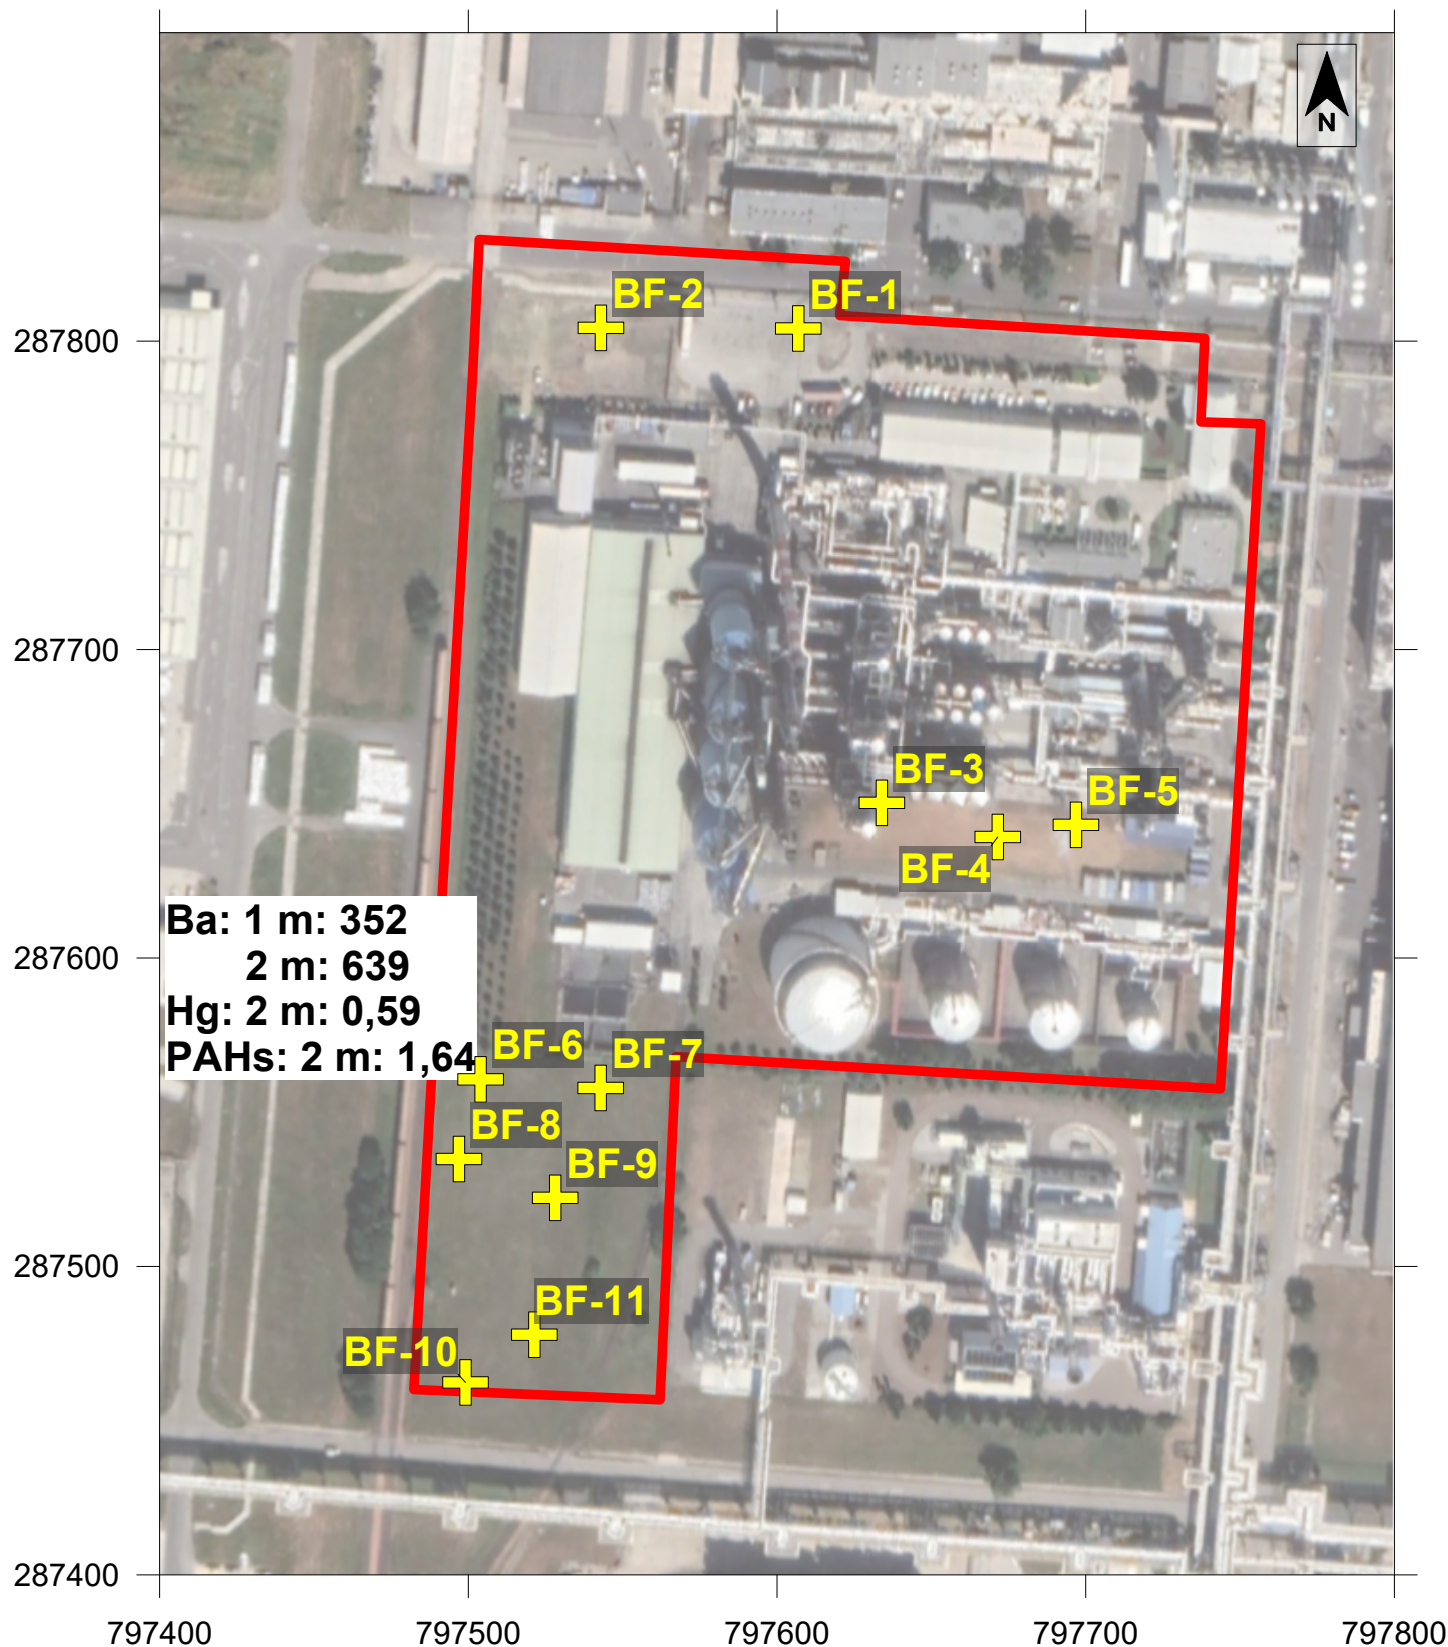 N
BF-2
BF-1
287800
287700
BF-3
BF-5
BF-4
Ba: 1 m: 352
2 m: 639
Hg: 2 m: 0,59
PAHs: 2 m: 1,64
287600
BF-6
BF-7
BF-8
BF-9
287500
BF-11
BF-10
287400
797400
797500
797600
797700
797800